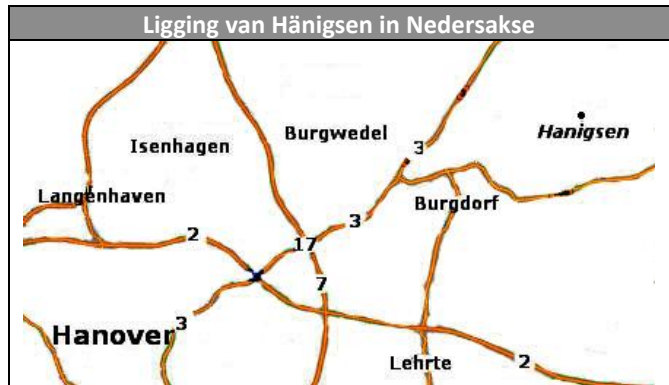 Ligging van Hänigsen in Nedersakse
Burgwedel
Hanigsen
Isenhagen
3
Langenhaven
Burgdorf
3
2
17
7
Hanover
3
Lehrte
2